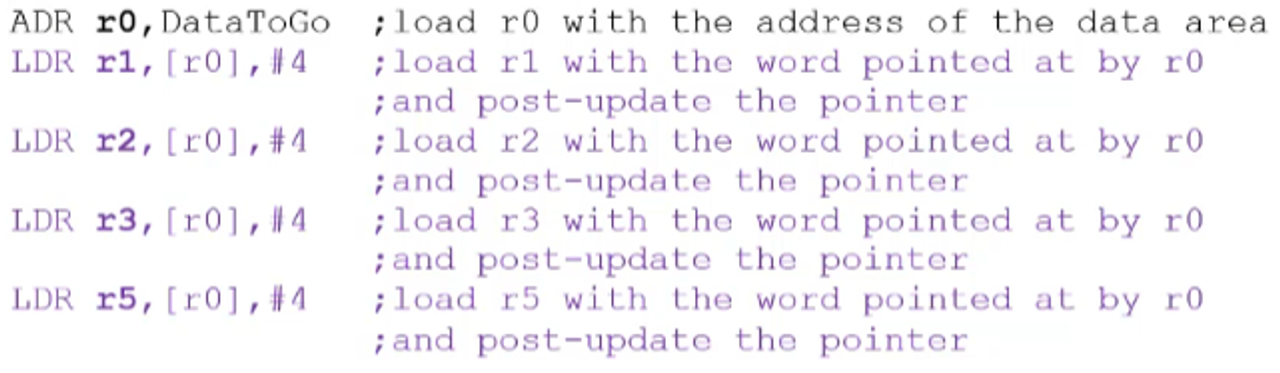 ADR r0,DataToGo ;load r0 with the address of the data area
LDR r1,[r0],#4 ;load r1 with the word pointed at by r0
;and post-update the pointer
LDR r2,[r0],#4 ;load r2 with the word pointed at by r0
;and post-update the pointer
LDR r3,[r0],#4 ;load r3 with the word pointed at by r0
;and post-update the pointer
LDR r5,[r0],#4 ;load r5 with the word pointed at by r0
;and post-update the pointer